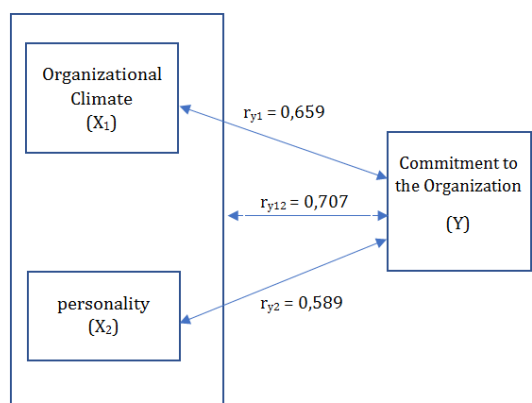 Organizational
Climate
(X₁)
r_y1 = 0,659
Commitment to
the Organization
(Y)
r_y12 = 0,707
personality
(X₂)
r_y2 = 0,589